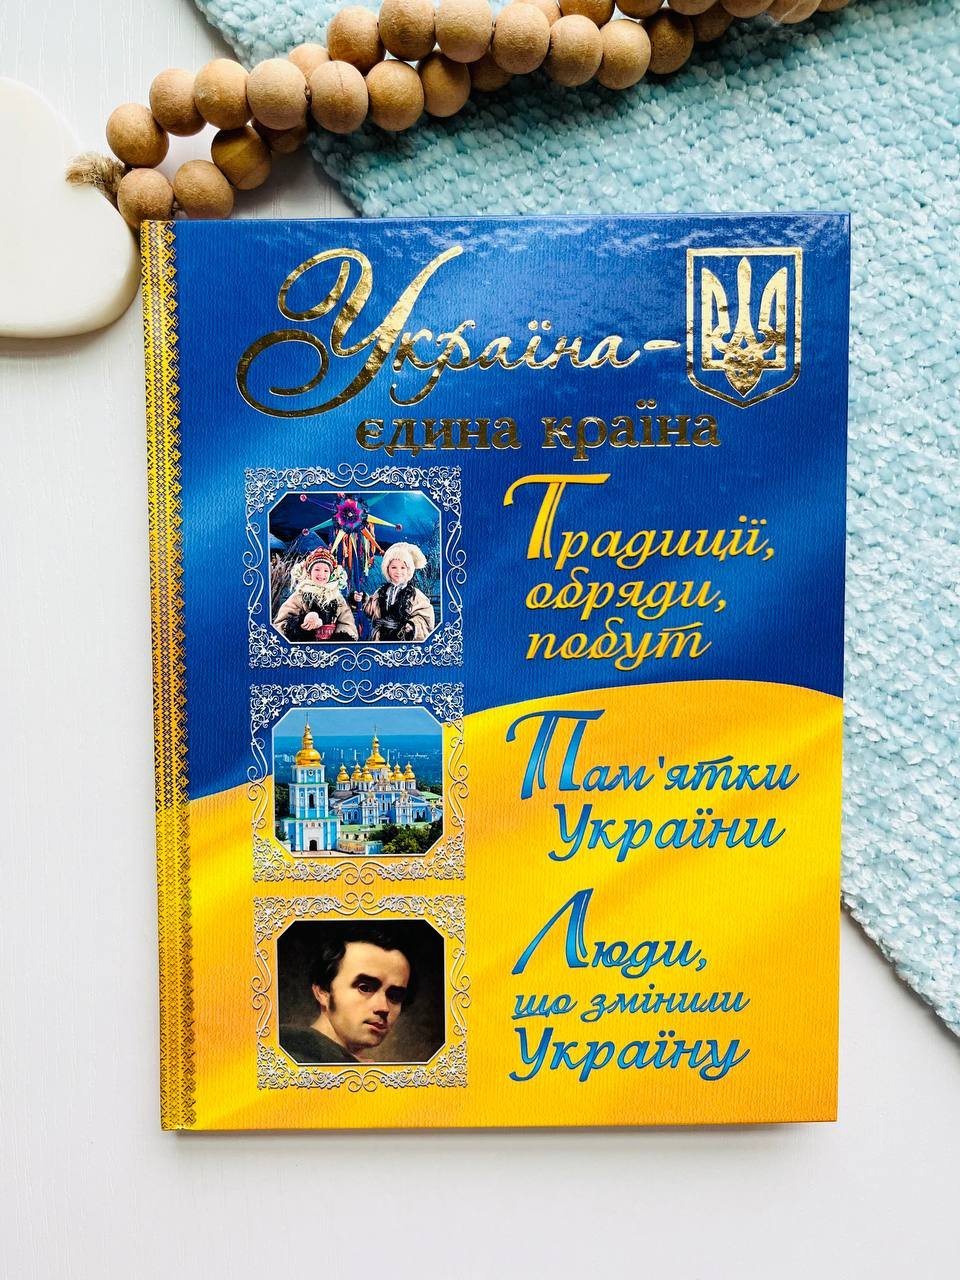 Україна-
єдина країна
Традиції,
обряди,
побут
Пам'ятки
України
Люди,
що змінили
Україну